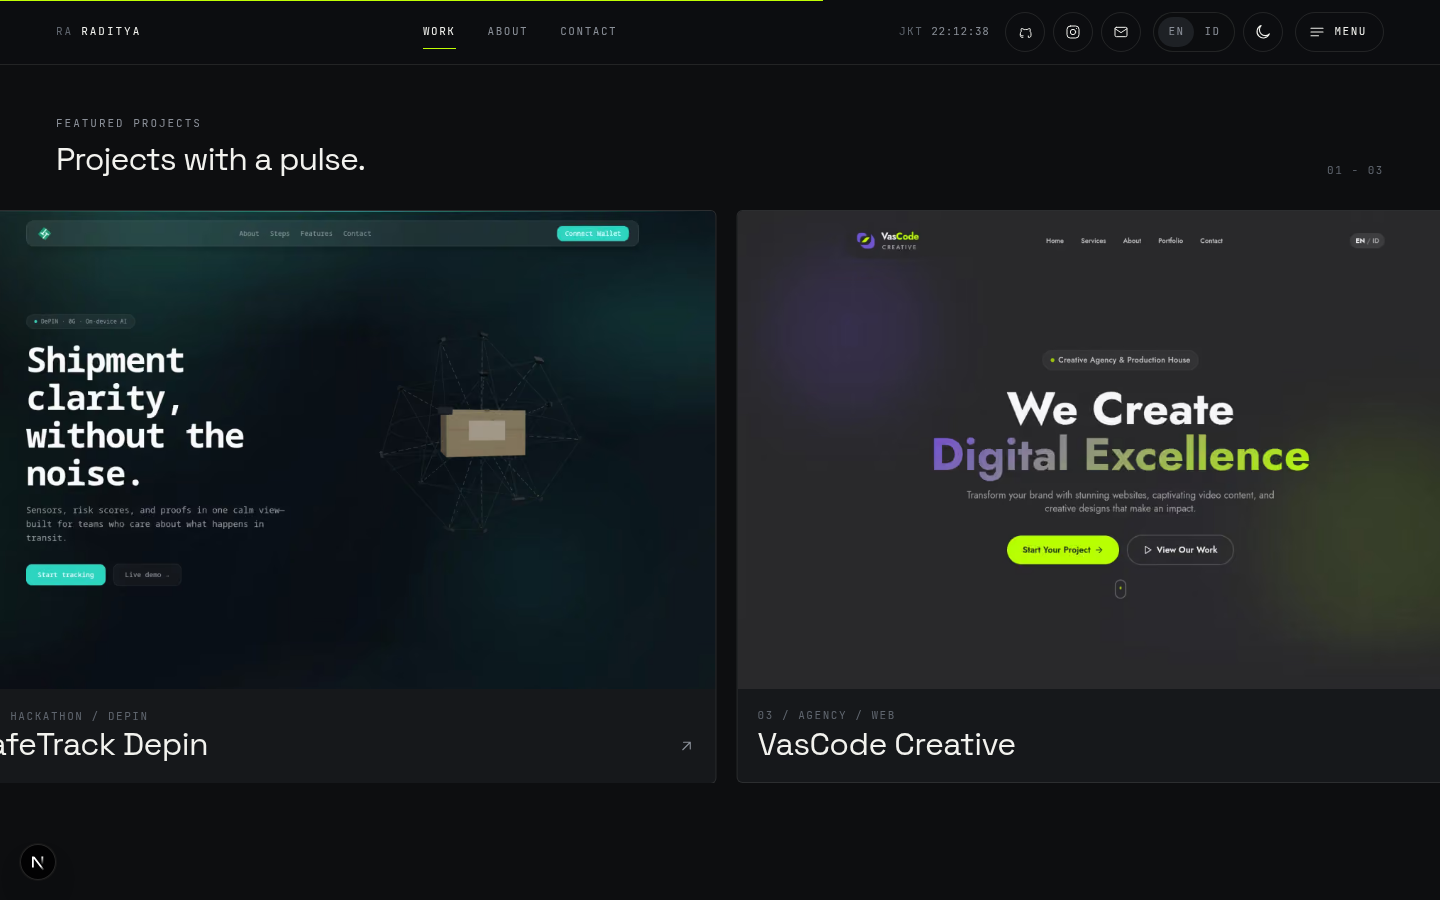 RA RADITYA
WORK ABOUT CONTACT
JKT 22:12:38
EN ID
MENU
FEATURED PROJECTS
Projects with a pulse.
01 - 03
About Steps Features Contact
Connect Wallet
DePIN · 0G · On-device AI
Shipment
clarity,
without the
noise.
Sensors, risk scores, and proofs in one calm view—
built for teams who care about what happens in
transit.
Start tracking
Live demo
HACKATHON / DEPIN
afeTrack Depin
VasCode
CREATIVE
Home Services About Portfolio Contact
EN / ID
Creative Agency & Production House
We Create
Digital Excellence
Transform your brand with stunning websites, captivating video content, and
creative designs that make an impact.
Start Your Project →
View Our Work
03 / AGENCY / WEB
VasCode Creative
N